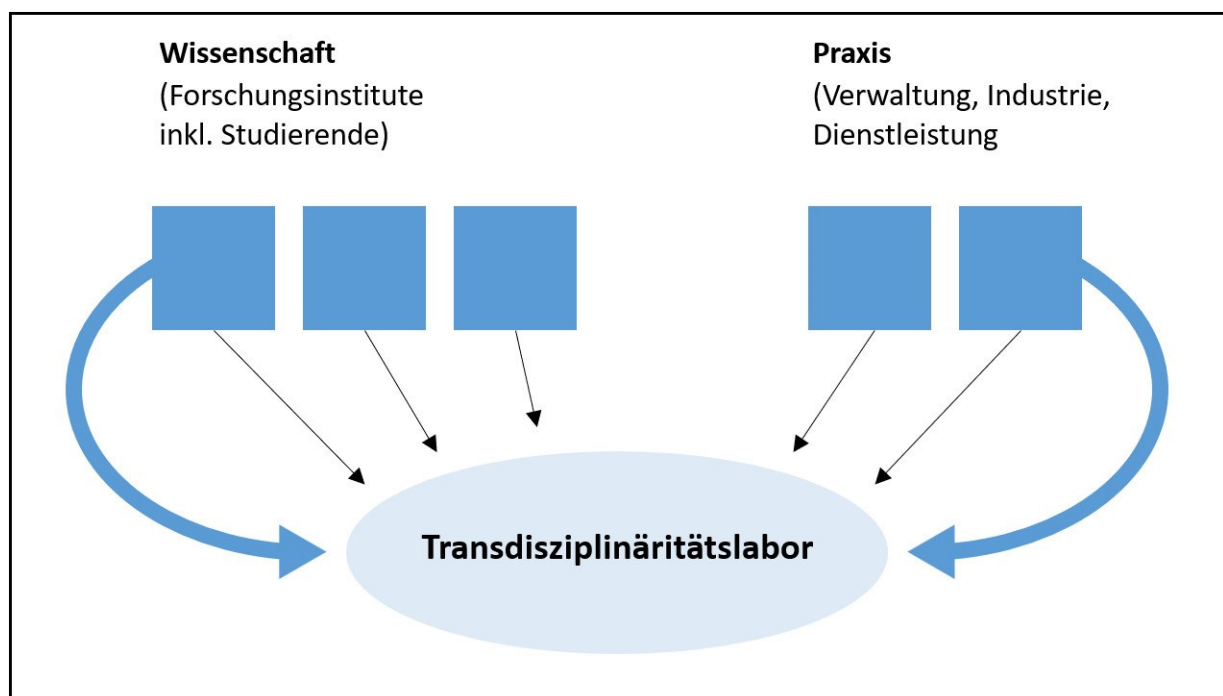 Wissenschaft
(Forschungsinstitute
inkl. Studierende)
Praxis
(Verwaltung, Industrie,
Dienstleistung
Transdisziplinäritätslabor